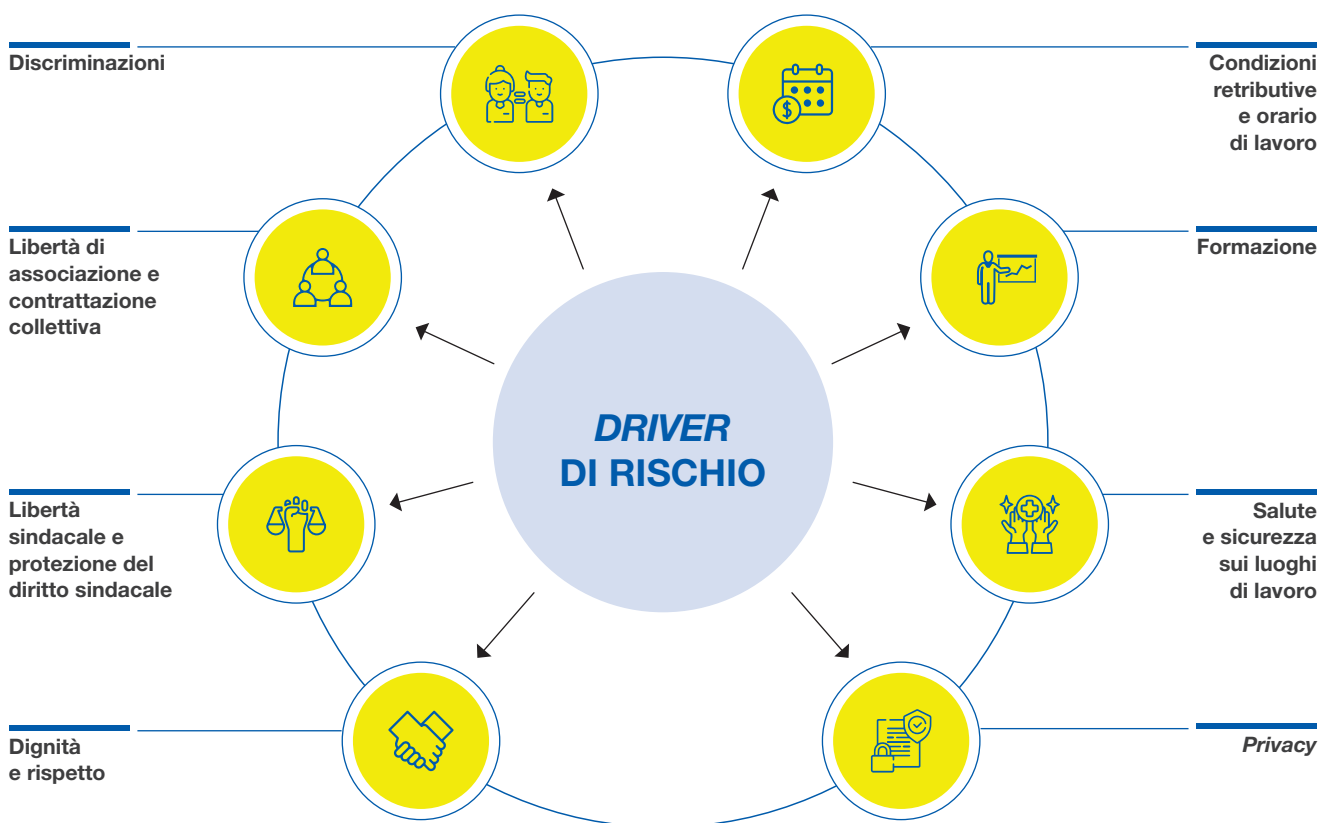 Discriminazioni
Libertà di
associazione e
contrattazione
collettiva
Libertà
sindacale e
protezione del
diritto sindacale
Dignità
e rispetto
DRIVER
DI RISCHIO
Condizioni
retributive
e orario
di lavoro
Formazione
Salute
e sicurezza
sui luoghi
di lavoro
Privacy